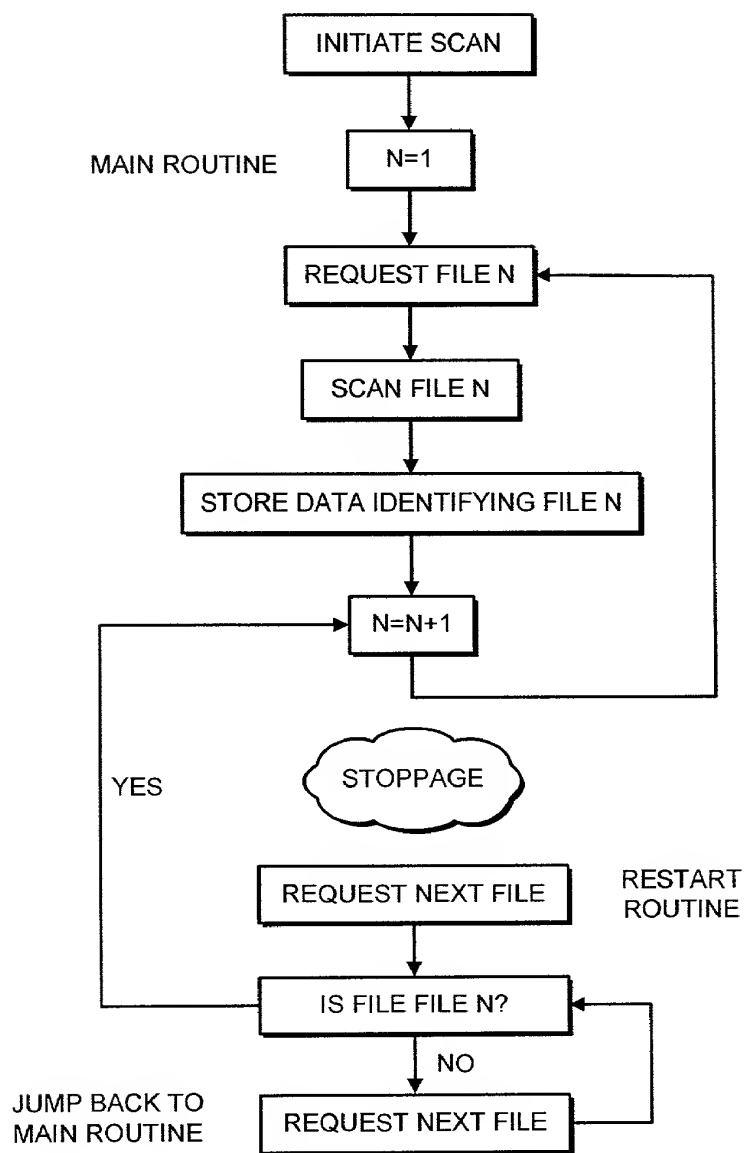 INITIATE SCAN
MAIN ROUTINE
N=1
REQUEST FILE N
SCAN FILE N
STORE DATA IDENTIFYING FILE N
N=N+1
YES
STOPPAGE
REQUEST NEXT FILE
RESTART
ROUTINE
IS FILE FILE N?
NO
JUMP BACK TO
MAIN ROUTINE
REQUEST NEXT FILE